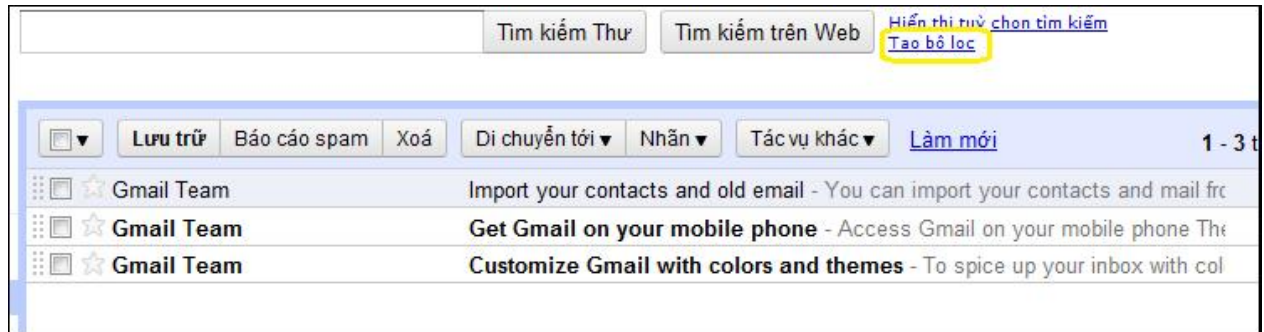 Tìm kiếm Thư Tìm kiếm trên Web Hiển thị tuỳ chọn tìm kiếm
Tạo bộ lọc
Lưu trữ Báo cáo spam Xoá Di chuyển tới Nhãn Tác vụ khác Làm mới 1 - 3 t
Gmail Team Import your contacts and old email - You can import your contacts and mail frc
Gmail Team Get Gmail on your mobile phone - Access Gmail on your mobile phone The
Gmail Team Customize Gmail with colors and themes - To spice up your inbox with col